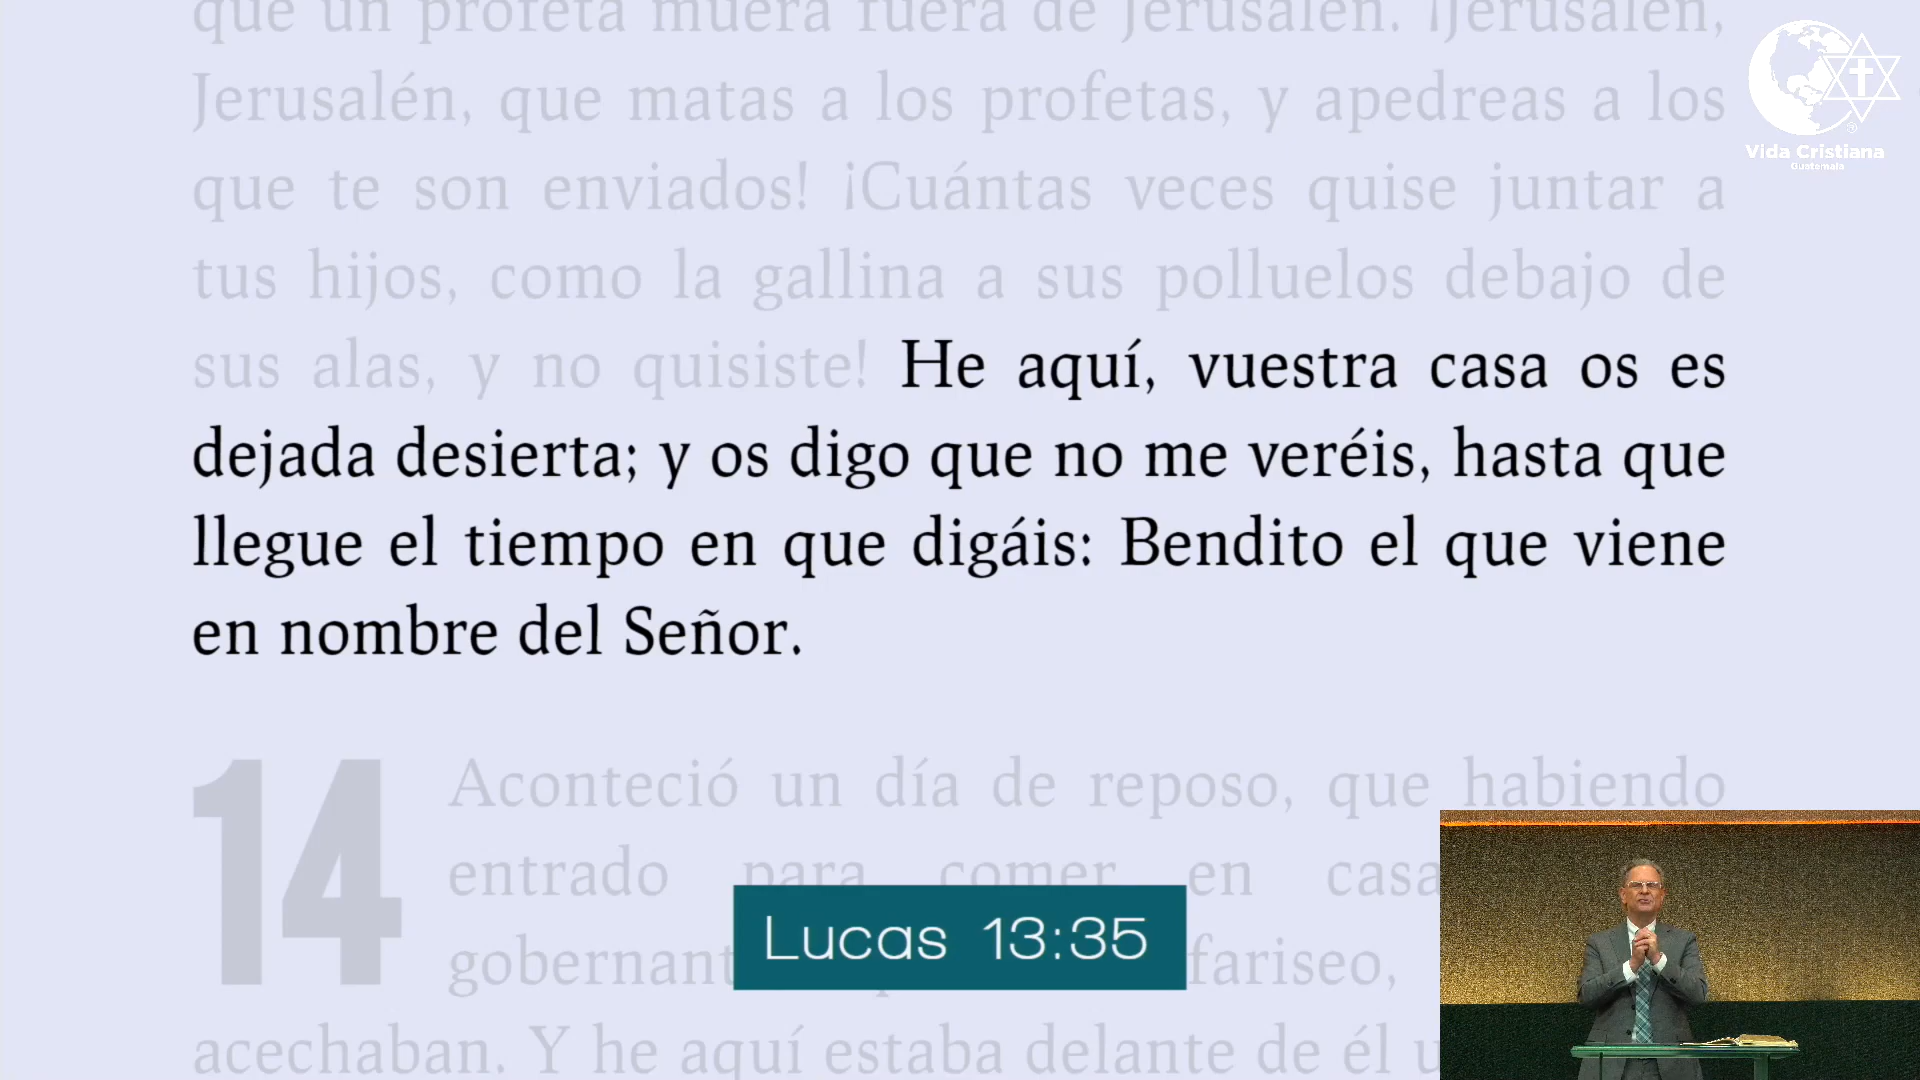 que un profeta muera fuera de Jerusalén. ¡Jerusalén,
Jerusalén, que matas a los profetas, y apedreas a los
que te son enviados! ¡Cuántas veces quise juntar a
tus hijos, como la gallina a sus polluelos debajo de
sus alas, y no quisiste! He aquí, vuestra casa os es
dejada desierta; y os digo que no me veréis, hasta que
llegue el tiempo en que digáis: Bendito el que viene
en nombre del Señor.
14
Aconteció un día de reposo, que habiendo
entrado para comer en casa
gobernant fariseo,
acechaban. Y he aquí estaba delante de él u
Lucas 13:35
Vida Cristiana
Guatemala
®